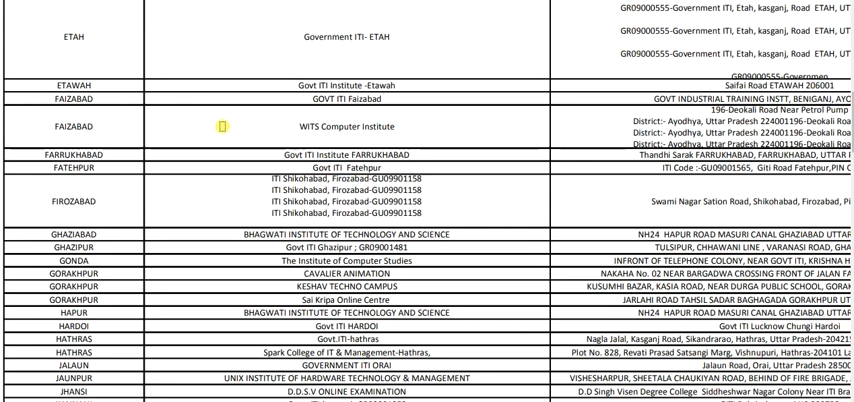 GR09000555-Government ITI, Etah, kasganj, Road ETAH, UT
GR09000555-Government ITI, Etah, kasganj, Road ETAH, UT
ETAH Government ITI- ETAH
GR09000555-Government ITI, Etah, kasganj, Road ETAH, UT
GR09000555-Governmen
ETAWAH Govt ITI Institute -Etawah Saifai Road ETAWAH 206001
FAIZABAD GOVT ITI Faizabad GOVT INDUSTRIAL TRAINING INSTT, BENIGANJ, AYO
196-Deokali Road Near Petrol Pump
District:- Ayodhya, Uttar Pradesh 224001196-Deokali Roa
FAIZABAD WITS Computer Institute
District:- Ayodhya, Uttar Pradesh 224001196-Deokali Roa
District:- Ayodhya, Uttar Pradesh 224001196-Deokali Roa
FARRUKHABAD Govt ITI Institute FARRUKHABAD Thandhi Sarak FARRUKHABAD, FARRUKHABAD, UTTAR
FATEHPUR Govt ITI Fatehpur ITI Code :-GU09001565, Giti Road Fatehpur,PIN
ITI Shikohabad, Firozabad-GU09901158
ITI Shikohabad, Firozabad-GU09901158
FIROZABAD Swami Nagar Sation Road, Shikohabad, Firozabad, Pi
ITI Shikohabad, Firozabad-GU09901158
ITI Shikohabad, Firozabad-GU09901158
GHAZIABAD BHAGWATI INSTITUTE OF TECHNOLOGY AND SCIENCE NH24 HAPUR ROAD MASURI CANAL GHAZIABAD UTTAR
GHAZIPUR Govt ITI Ghazipur ; GR09001481 TULSIPUR, CHHAWANI LINE , VARANASI ROAD, GHA
GONDA The Institute of Computer Studies INFRONT OF TELEPHONE COLONY, NEAR GOVT ITI, KRISHNA H
GORAKHPUR CAVALIER ANIMATION NAKAHA No. 02 NEAR BARGADWA CROSSING FRONT OF JALAN FA
GORAKHPUR KESHAV TECHNO CAMPUS KUSUMHI BAZAR, KASIA ROAD, NEAR DURGA PUBLIC SCHOOL, GORAK
GORAKHPUR Sai Kripa Online Centre JARLAHI ROAD TAHSIL SADAR BAGHAGADA GORAKHPUR UT
HAPUR BHAGWATI INSTITUTE OF TECHNOLOGY AND SCIENCE NH24 HAPUR ROAD MASURI CANAL GHAZIABAD UTTAR
HARDOI Govt ITI HARDOI Govt ITI Lucknow Chungi Hardoi
HATHRAS Govt.ITI-hathras Nagla Jalal, Kasganj Road, Sikandrarao, Hathras, Uttar Pradesh-20421
HATHRAS Spark College of IT & Management-Hathras, Plot No. 828, Revati Prasad Satsangi Marg, Vishnupuri, Hathras-204101 La
JALAUN GOVERNMENT ITI ORAI Jalaun Road, Orai, Uttar Pradesh 28500
JAUNPUR UNIX INSTITUTE OF HARDWARE TECHNOLOGY & MANAGEMENT VISHESHARPUR, SHEETALA CHAUKIYAN ROAD, BEHIND OF FIRE BRIGADE,
JHANSI D.D.S.V ONLINE EXAMINATION D.D Singh Visen Degree College Siddheshwar Nagar Colony Near ITI Bra